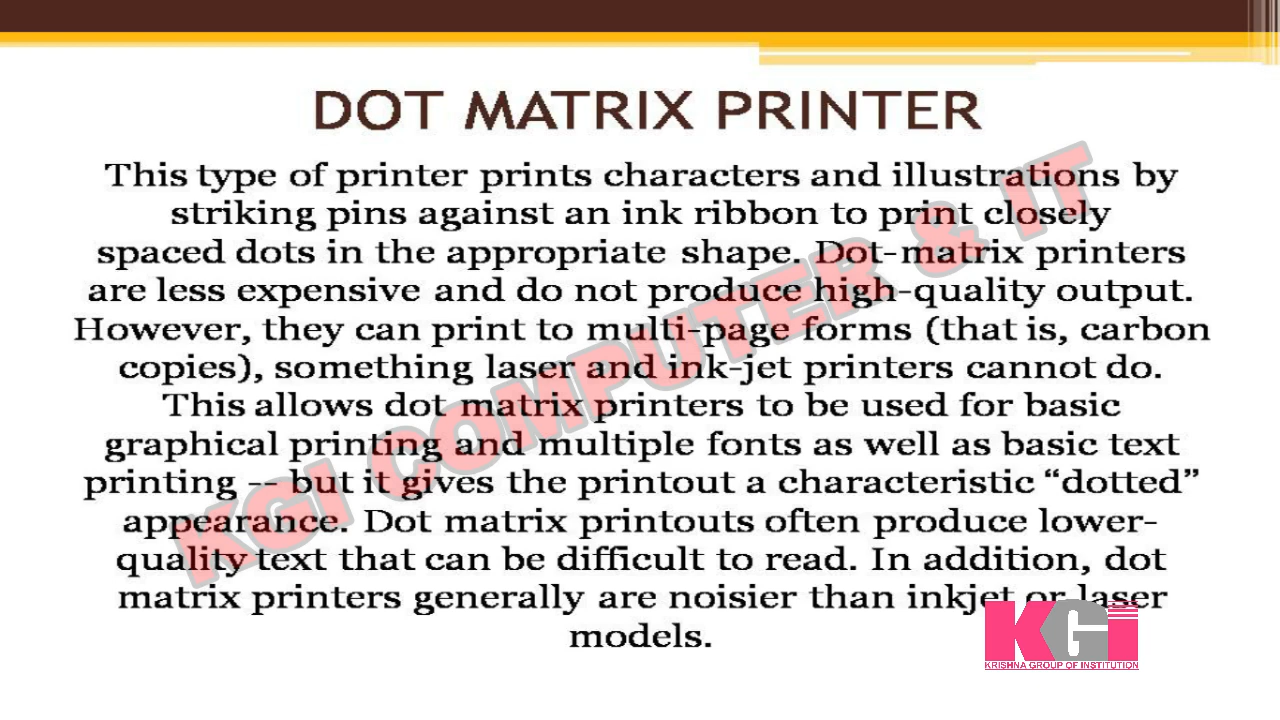 DOT MATRIX PRINTER
This type of printer prints characters and illustrations by
striking pins against an ink ribbon to print closely
spaced dots in the appropriate shape. Dot-matrix printers
are less expensive and do not produce high-quality output.
However, they can print to multi-page forms (that is, carbon
copies), something laser and ink-jet printers cannot do.
This allows dot matrix printers to be used for basic
graphical printing and multiple fonts as well as basic text
printing -- but it gives the printout a characteristic “dotted”
appearance. Dot matrix printouts often produce lower-
quality text that can be difficult to read. In addition, dot
matrix printers generally are noisier than inkjet or laser
models.
KGI COMPUTER & IT
KGi
KRISHNA GROUP OF INSTITUTION